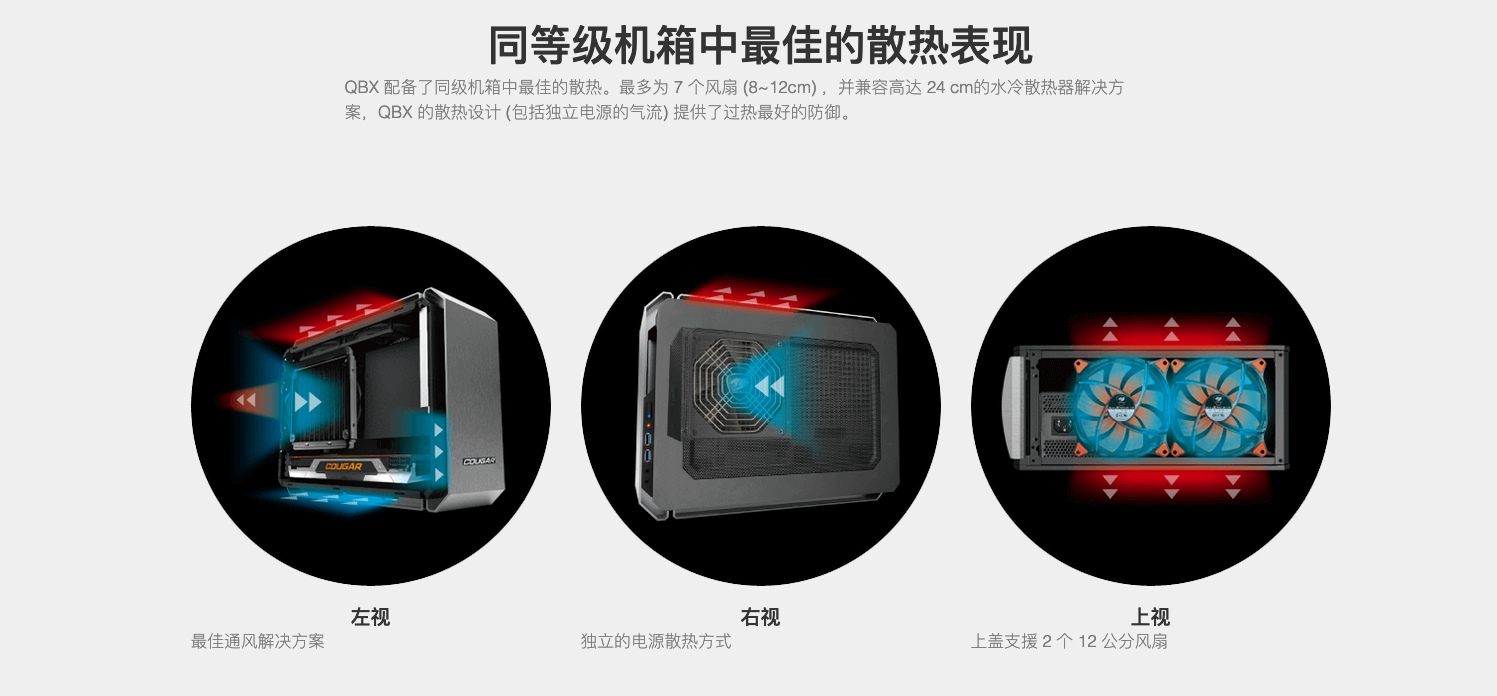 同等级机箱中最佳的散热表现
QBX 配备了同级机箱中最佳的散热。最多为 7 个风扇 (8~12cm) ，并兼容高达 24 cm的水冷散热器解决方
案，QBX 的散热设计 (包括独立电源的气流) 提供了过热最好的防御。
COUGAR
COUGAR
左视
最佳通风解决方案
右视
独立的电源散热方式
上视
上盖支援 2 个 12 公分风扇